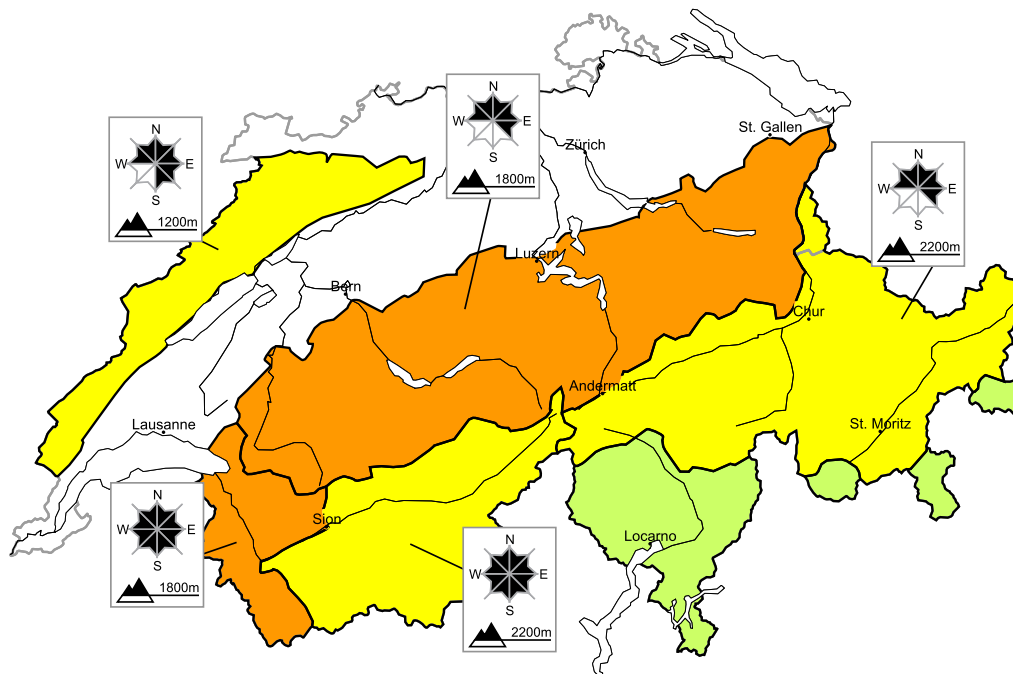 N
W E
S
1800m
N
W E
S
1200m
St. Gallen
Zürich
N
W E
S
2200m
Luzern
Bern
Chur
Andermatt
Lausanne
St. Moritz
N
W E
S
1800m
Sion
Locarno
N
W E
S
2200m